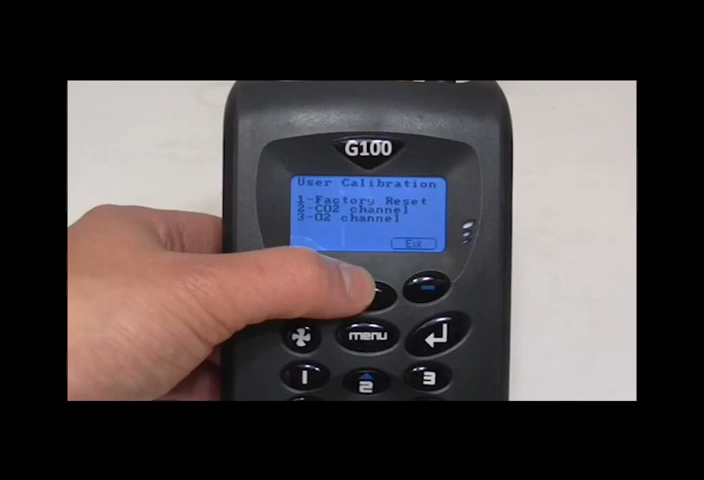 G100
User Calibration
1-Factory Reset
2-CO2 channel
3-O2 channel
Exit
menu
1
2
3